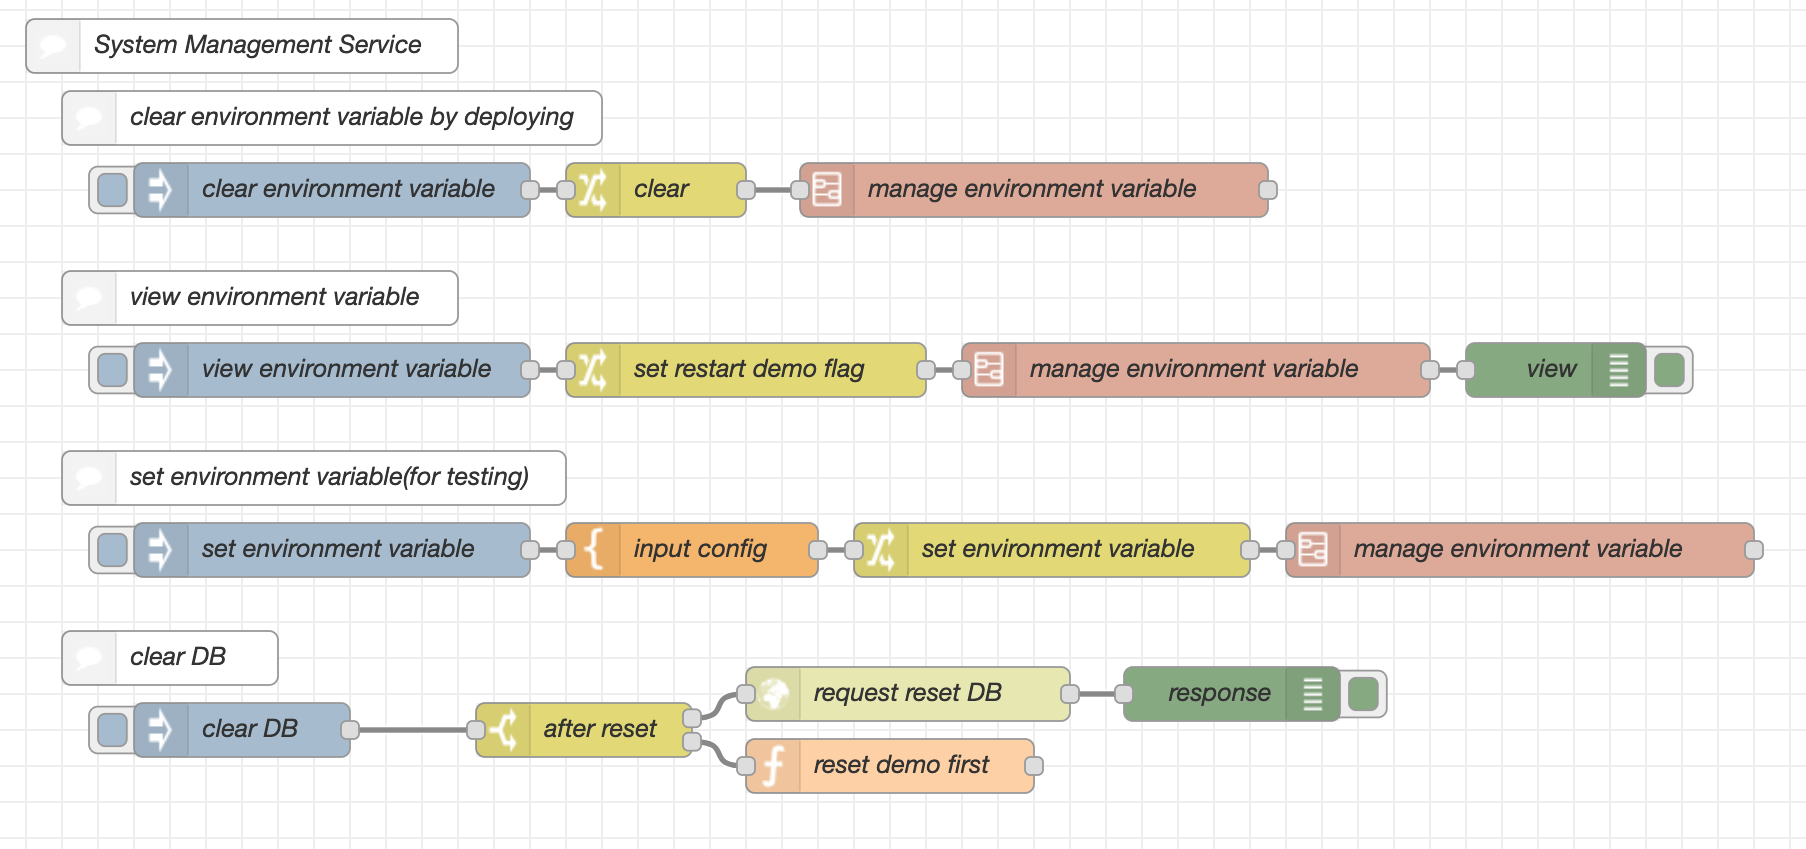 System Management Service
clear environment variable by deploying
clear environment variable
clear
manage environment variable
view environment variable
view environment variable
set restart demo flag
manage environment variable
view
set environment variable(for testing)
set environment variable
input config
set environment variable
manage environment variable
clear DB
clear DB
after reset
request reset DB
response
reset demo first